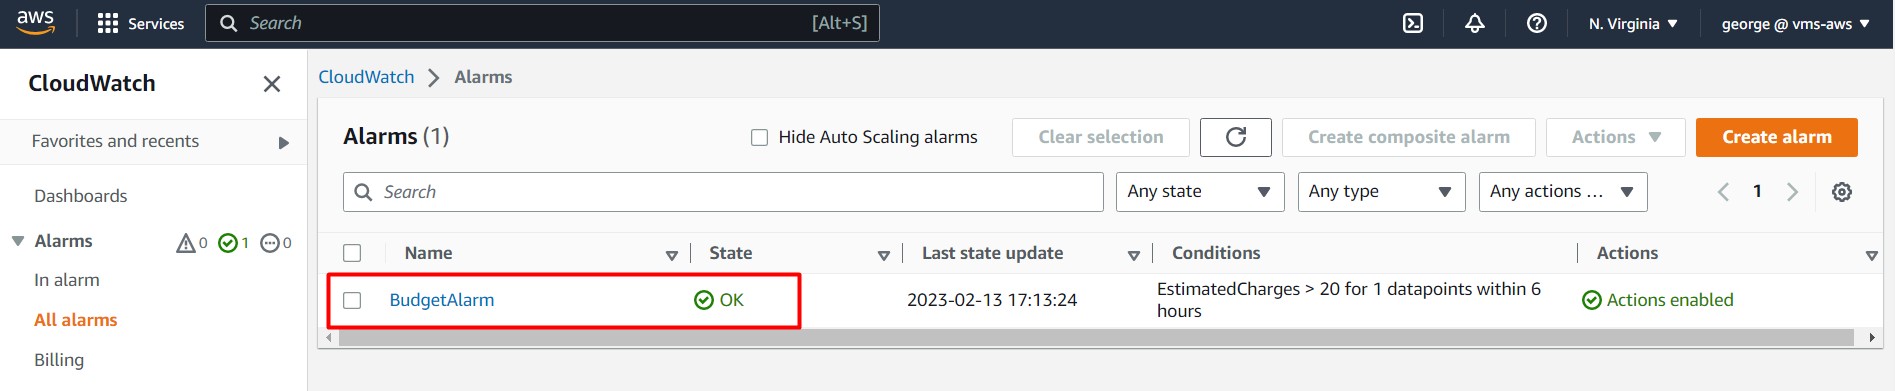 aws
Services
Search
[Alt+S]
N. Virginia
george @ vms-aws
CloudWatch
Favorites and recents
Dashboards
Alarms
0
1
0
In alarm
All alarms
Billing
CloudWatch
Alarms
Alarms (1)
Hide Auto Scaling alarms
Clear selection
Create composite alarm
Actions
Create alarm
Search
Any state
Any type
Any actions ...
1
Name
State
Last state update
Conditions
Actions
BudgetAlarm
OK
2023-02-13 17:13:24
EstimatedCharges > 20 for 1 datapoints within 6
hours
Actions enabled